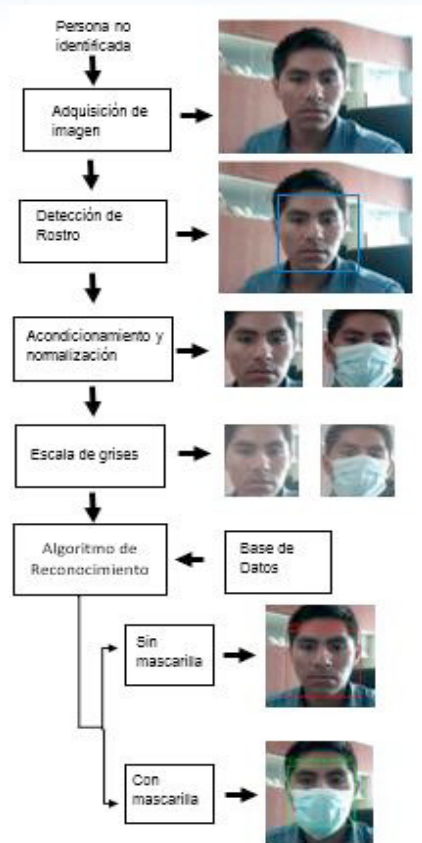 Persona no
identificada
Adquisición de
imagen
Detección de
Rostro
Acondicionamiento y
normalización
Escala de grises
Algoritmo de
Reconocimiento
Base de
Datos
Sin
mascarilla
Con
mascarilla